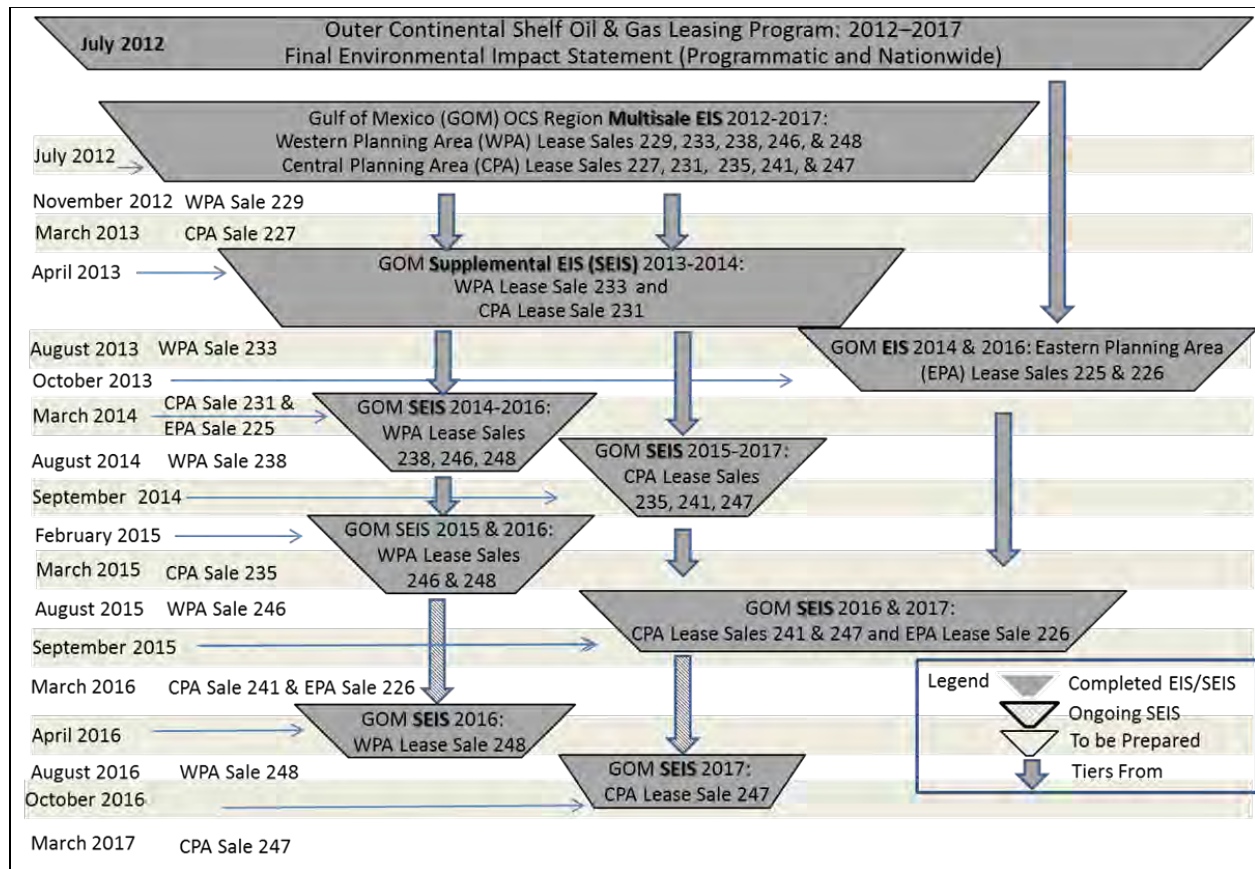 July 2012
Outer Continental Shelf Oil & Gas Leasing Program: 2012–2017
Final Environmental Impact Statement (Programmatic and Nationwide)
Gulf of Mexico (GOM) OCS Region Multisale EIS 2012-2017:
Western Planning Area (WPA) Lease Sales 229, 233, 238, 246, & 248
Central Planning Area (CPA) Lease Sales 227, 231, 235, 241, & 247
July 2012
November 2012 WPA Sale 229
March 2013 CPA Sale 227
April 2013
GOM Supplemental EIS (SEIS) 2013-2014:
WPA Lease Sale 233 and
CPA Lease Sale 231
August 2013 WPA Sale 233
GOM EIS 2014 & 2016: Eastern Planning Area
(EPA) Lease Sales 225 & 226
October 2013
March 2014
CPA Sale 231 &
EPA Sale 225
GOM SEIS 2014-2016:
WPA Lease Sales
238, 246, 248
August 2014 WPA Sale 238
GOM SEIS 2015-2017:
CPA Lease Sales
235, 241, 247
September 2014
February 2015
GOM SEIS 2015 & 2016:
WPA Lease Sales
246 & 248
March 2015 CPA Sale 235
August 2015 WPA Sale 246
GOM SEIS 2016 & 2017:
CPA Lease Sales 241 & 247 and EPA Lease Sale 226
September 2015
March 2016 CPA Sale 241 & EPA Sale 226
GOM SEIS 2016:
WPA Lease Sale 248
April 2016
August 2016 WPA Sale 248
GOM SEIS 2017:
CPA Lease Sale 247
October 2016
March 2017 CPA Sale 247
Legend
Completed EIS/SEIS
Ongoing SEIS
To be Prepared
Tiers From